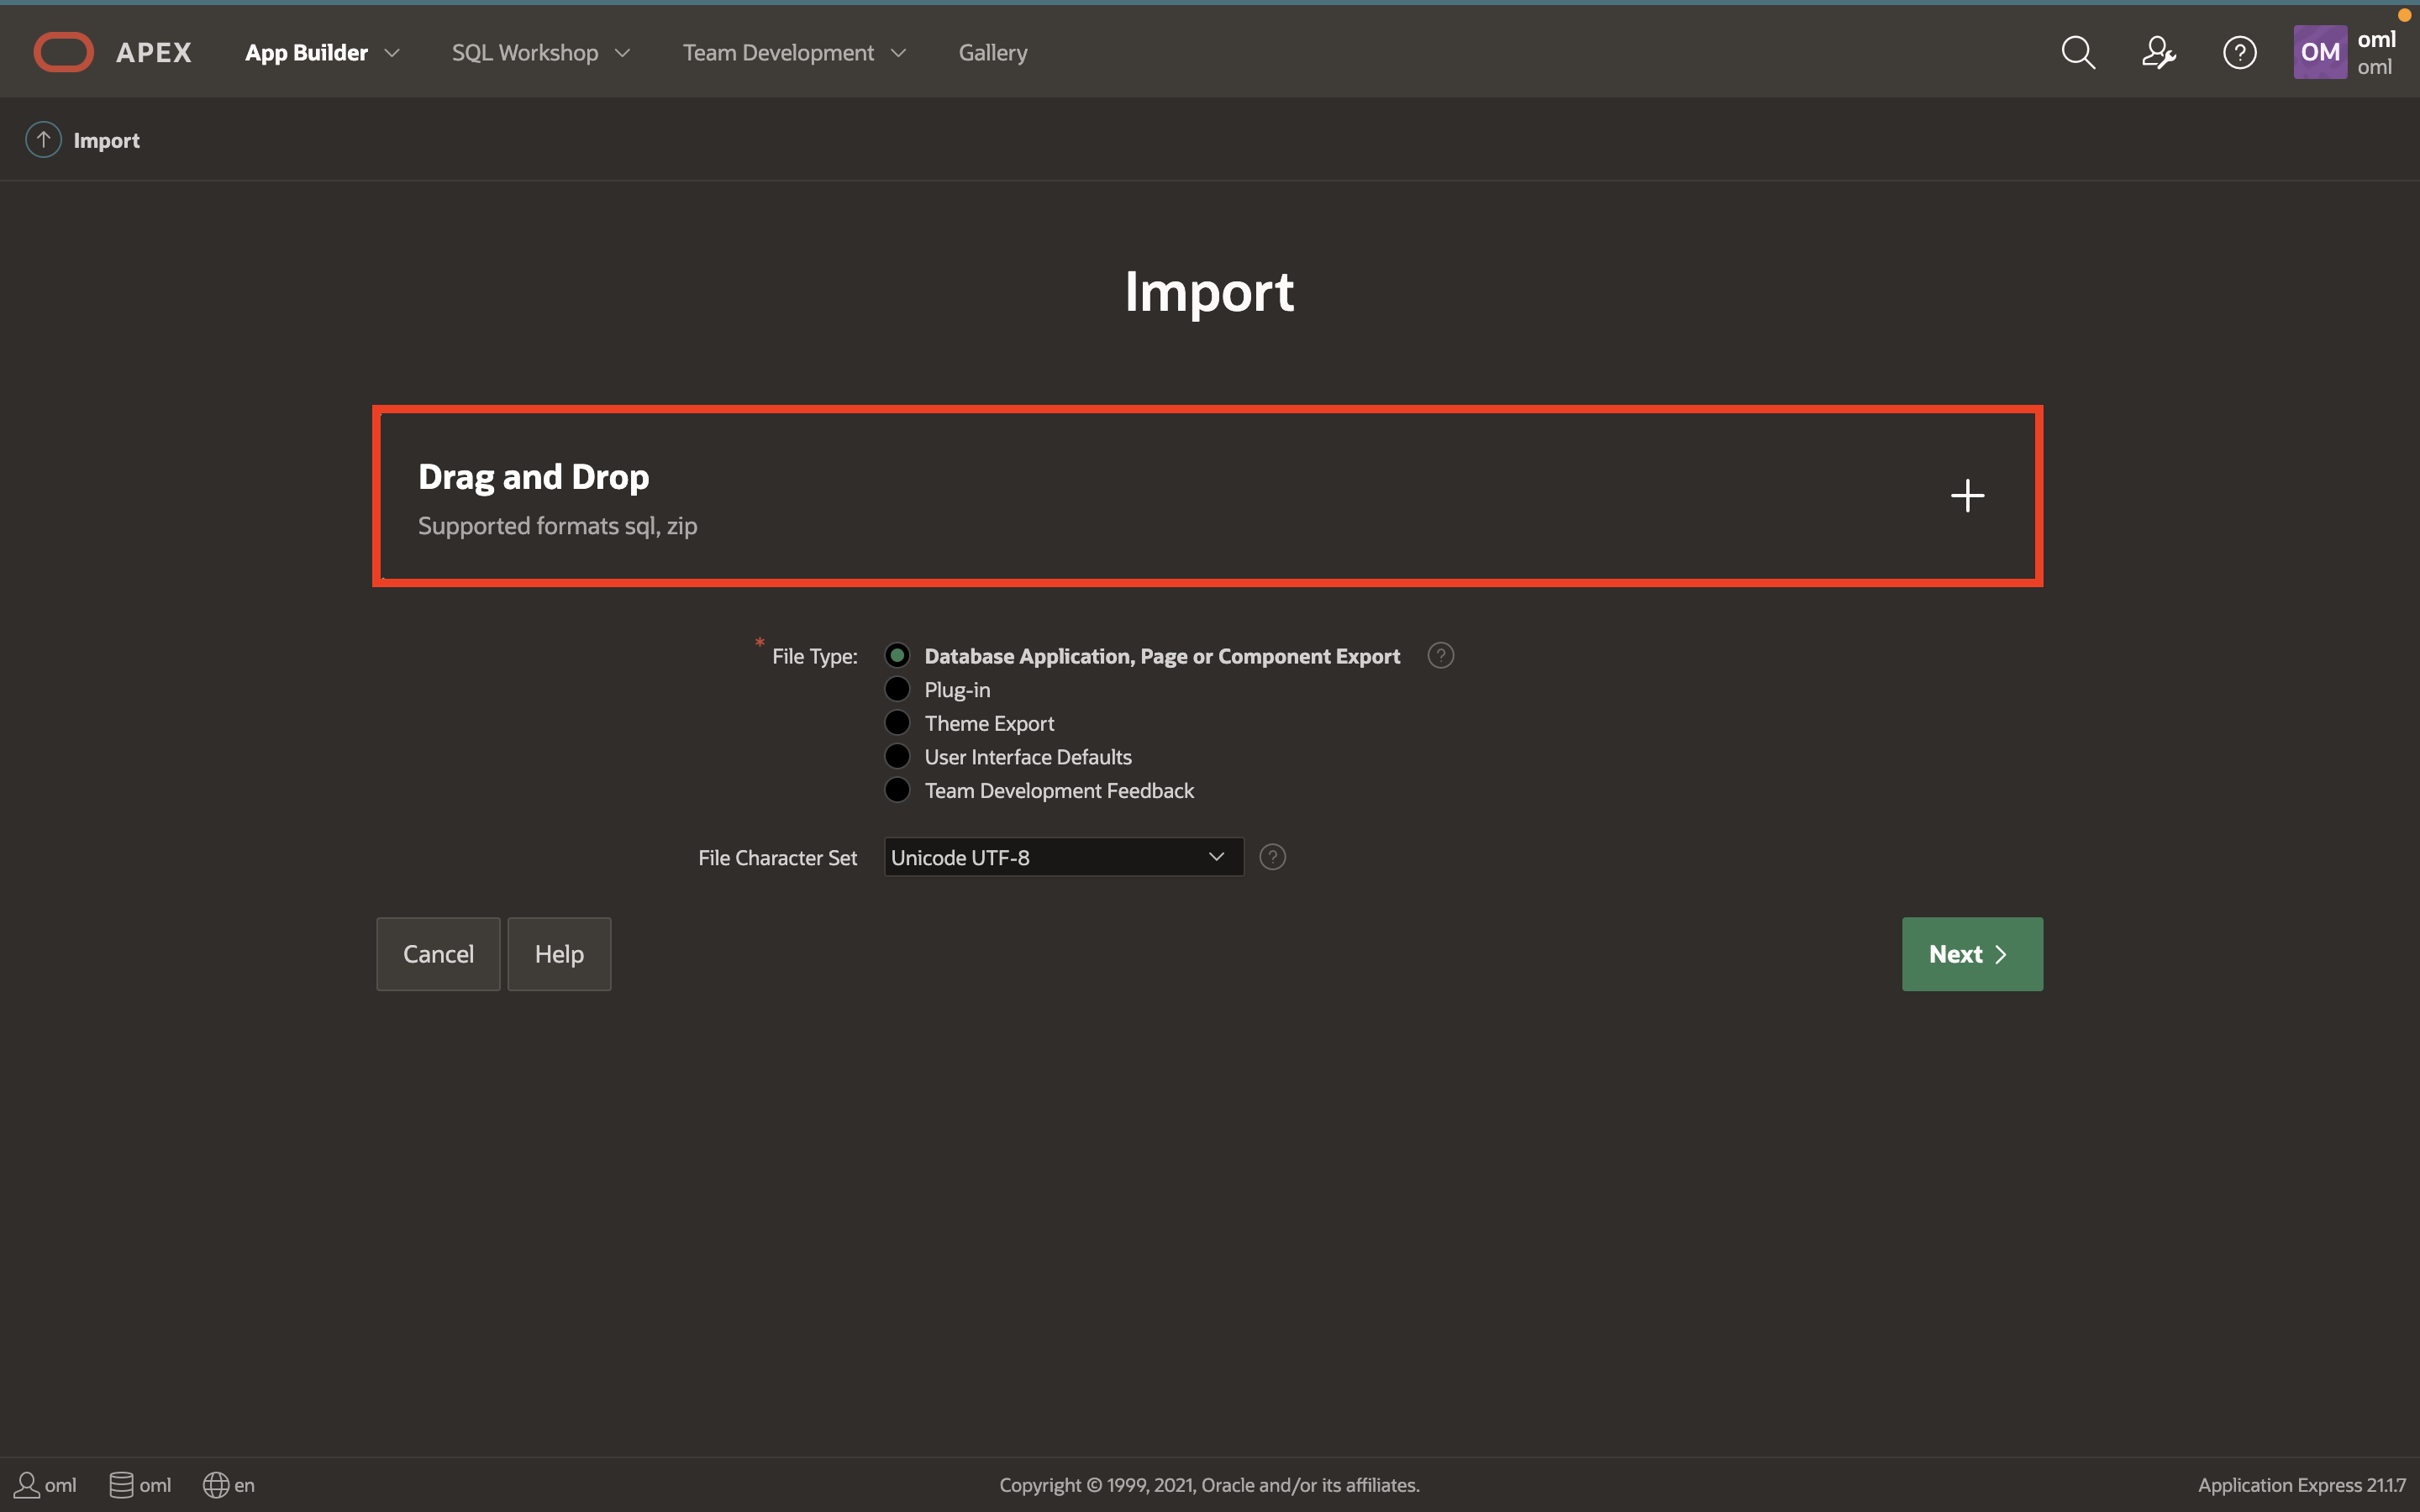 APEX App Builder SQL Workshop Team Development Gallery ? OM oml
oml
Import
Import
Drag and Drop
Supported formats sql, zip
* File Type: Database Application, Page or Component Export ?
Plug-in
Theme Export
User Interface Defaults
Team Development Feedback
File Character Set Unicode UTF-8 ?
Cancel Help Next
oml oml en Copyright © 1999, 2021, Oracle and/or its affiliates. Application Express 21.1.7